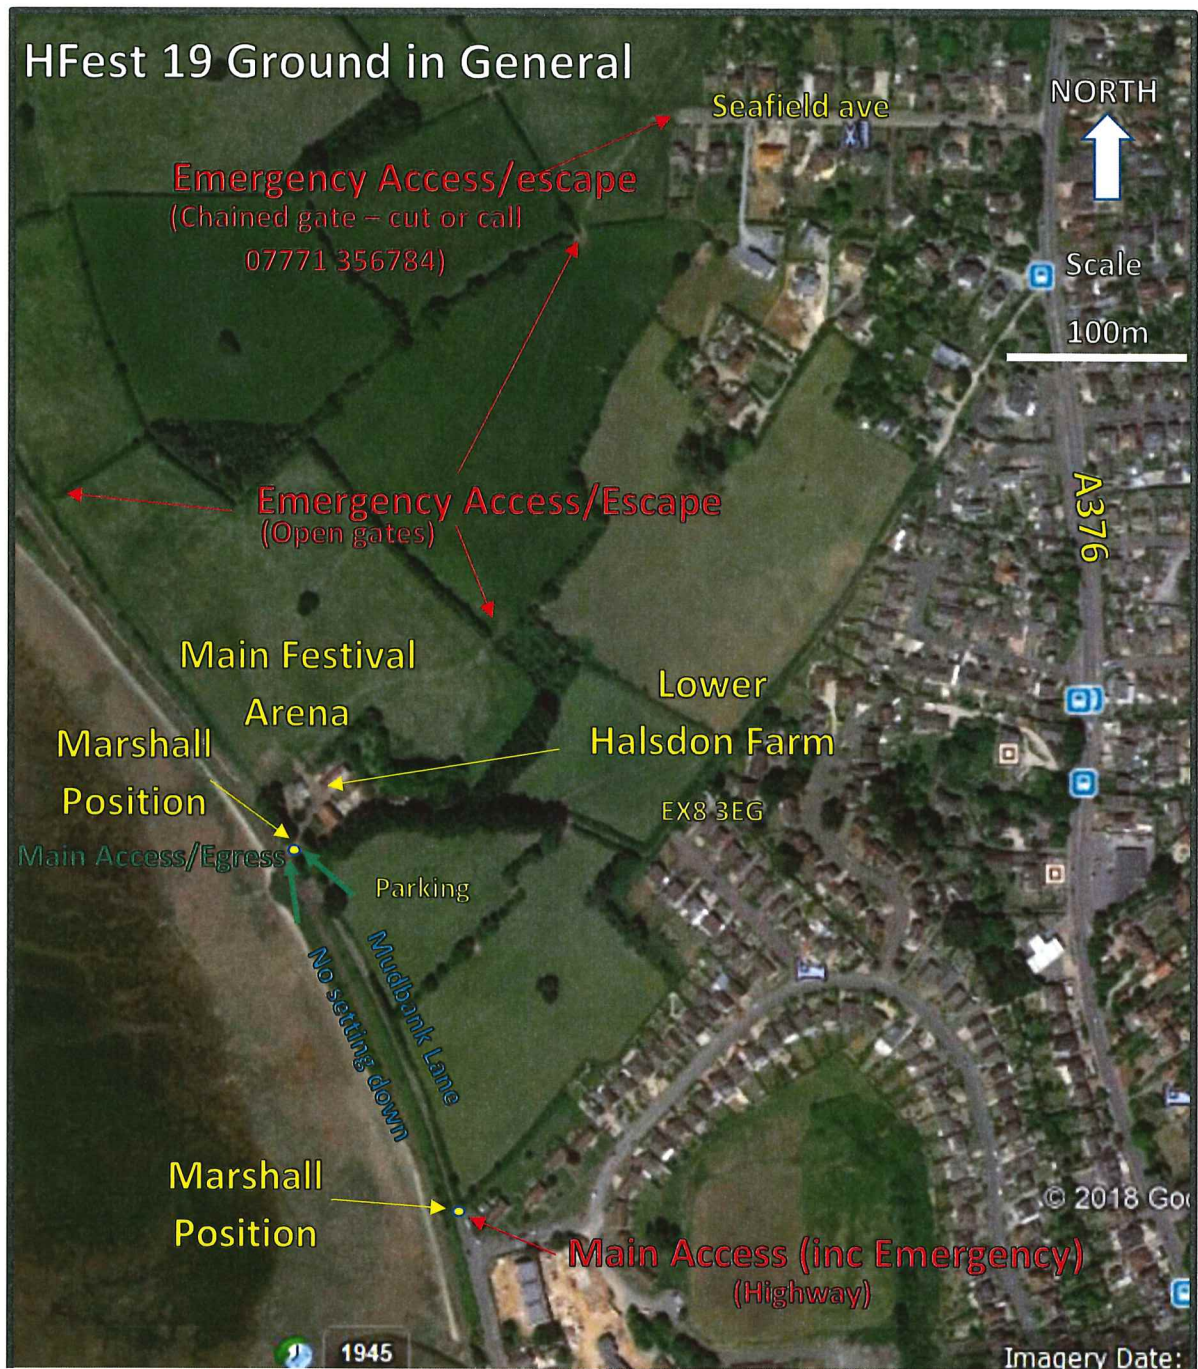 HFest 19 Ground in General
NORTH
Seafield ave
Emergency Access/escape
(Chained gate – cut or call
07771 356784)
Scale
100m
A376
Emergency Access/Escape
(Open gates)
Main Festival
Arena
Lower
Halsdon Farm
EX8 3EG
Marshall
Position
Main Access/Egress
Parking
Mudbank Lane
No setting down
Marshall
Position
© 2018 Goo
Main Access (inc Emergency)
(Highway)
1945
Imagery Date: